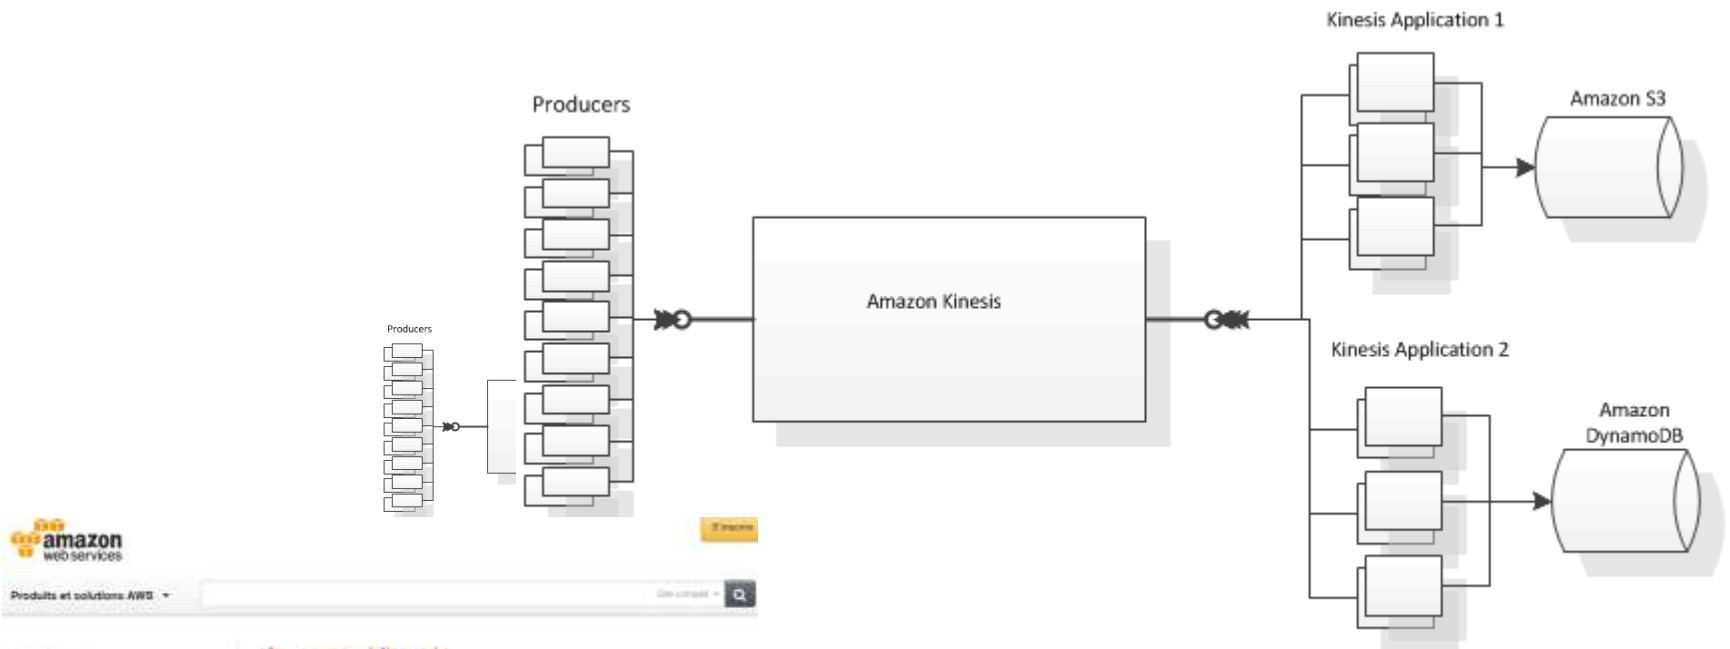 Kinesis Application 1
Amazon S3
Producers
Amazon Kinesis
Producers
Kinesis Application 2
Amazon
DynamoDB
amazon
web services
S'inscrire
Produits et solutions AWS